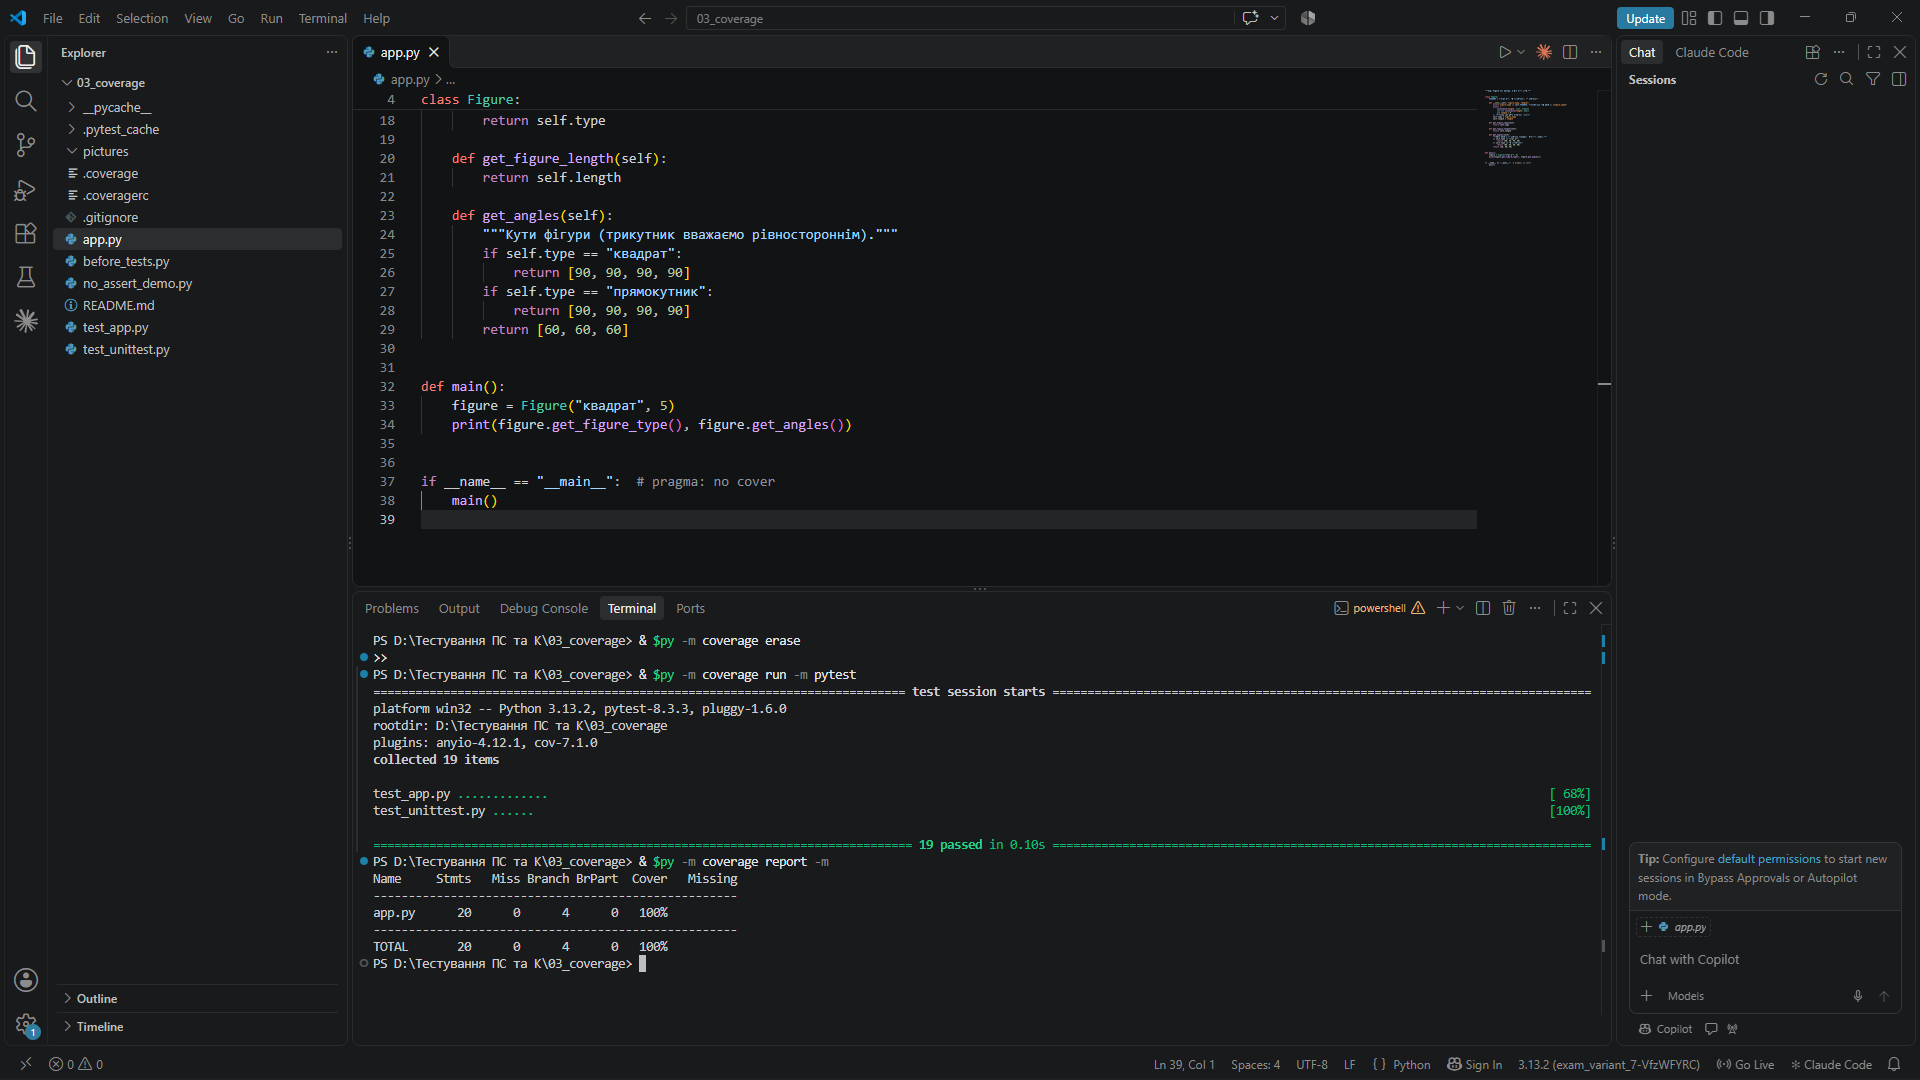 File Edit Selection View Go Run Terminal Help
03_coverage
Update
Explorer
03_coverage
__pycache__
.pytest_cache
pictures
.coverage
.coveragerc
.gitignore
app.py
before_tests.py
no_assert_demo.py
README.md
test_app.py
test_unittest.py
Outline
Timeline
app.py
app.py > ...
4 class Figure:
18 return self.type
19
20 def get_figure_length(self):
21 return self.length
22
23 def get_angles(self):
24 """Кути фігури (трикутник вважаємо рівностороннім)."""
25 if self.type == "квадрат":
26 return [90, 90, 90, 90]
27 if self.type == "прямокутник":
28 return [90, 90, 90, 90]
29 return [60, 60, 60]
30
31
32 def main():
33 figure = Figure("квадрат", 5)
34 print(figure.get_figure_type(), figure.get_angles())
35
36
37 if __name__ == "__main__": # pragma: no cover
38 main()
39
Problems Output Debug Console Terminal Ports
powershell
PS D:\Тестування ПС та К\03_coverage> & $py -m coverage erase
>>
PS D:\Тестування ПС та К\03_coverage> & $py -m coverage run -m pytest
============================================================================ test session starts =============================================================================
platform win32 -- Python 3.13.2, pytest-8.3.3, pluggy-1.6.0
rootdir: D:\Тестування ПС та К\03_coverage
plugins: anyio-4.12.1, cov-7.1.0
collected 19 items
test_app.py ............. [ 68%]
test_unittest.py ...... [100%]
============================================================================= 19 passed in 0.10s =============================================================================
PS D:\Тестування ПС та К\03_coverage> & $py -m coverage report -m
Name Stmts Miss Branch BrPart Cover Missing
----------------------------------------------------
app.py 20 0 4 0 100%
----------------------------------------------------
TOTAL 20 0 4 0 100%
PS D:\Тестування ПС та К\03_coverage>
Chat Claude Code
Sessions
Tip: Configure default permissions to start new
sessions in Bypass Approvals or Autopilot
mode.
app.py
Chat with Copilot
Models
Copilot
1
0 0
Ln 39, Col 1 Spaces: 4 UTF-8 LF { } Python Sign In 3.13.2 (exam_variant_7-VfzWFYRC) Go Live Claude Code